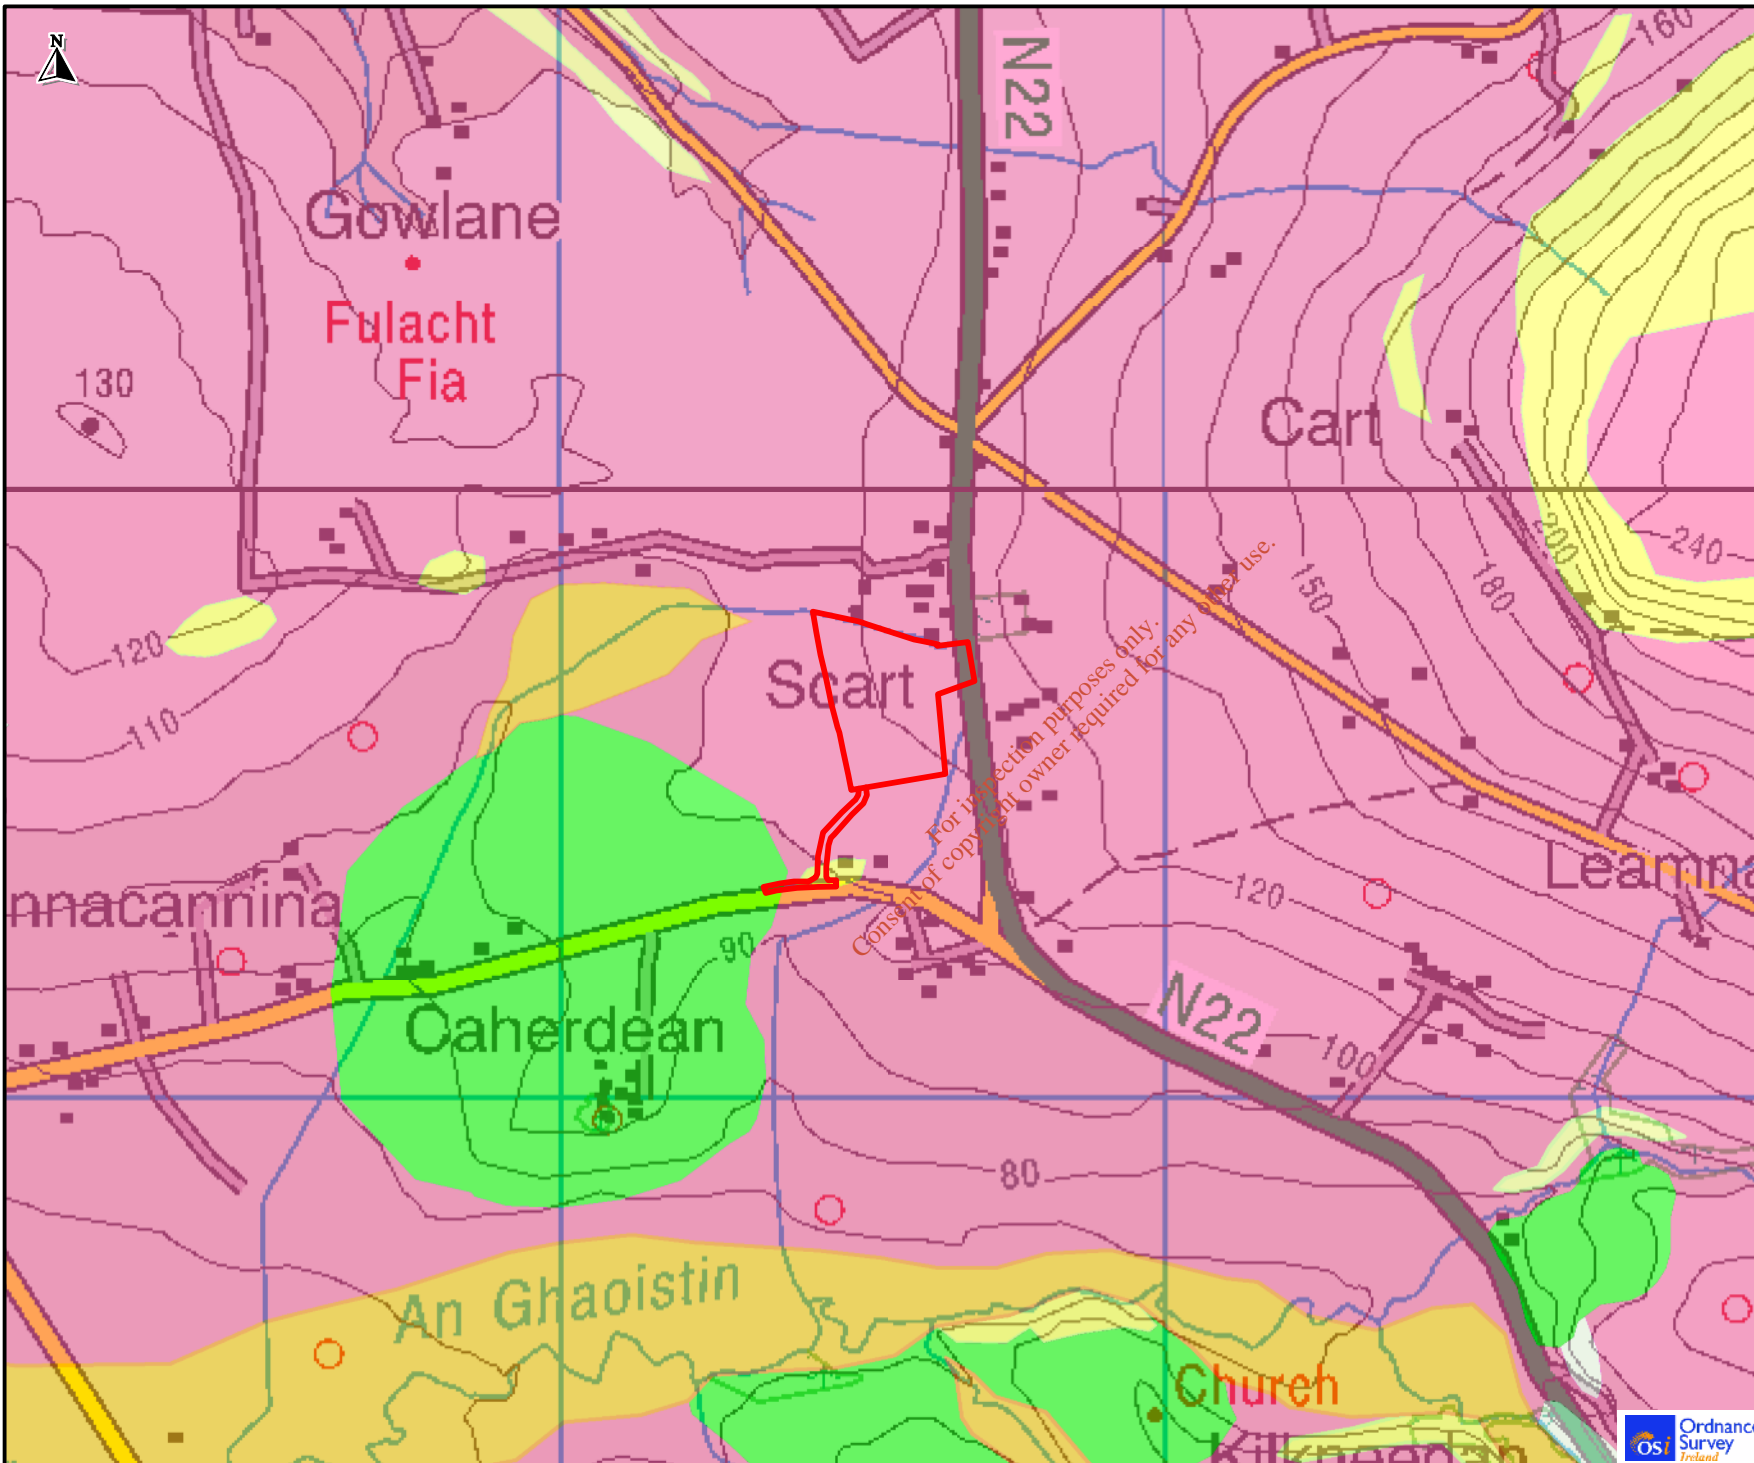 N
N22
160
Gowlane
Fulacht
Fia
130
Cart
200
240
150
180
120
110
Scart
For inspection purposes only.
Consent of copyright owner required for any other use.
nnacannina
90
Caherdean
Leamna
120
N22
100
80
An Ghaoistin
Church
OSi
Ordnance
Survey
Ireland